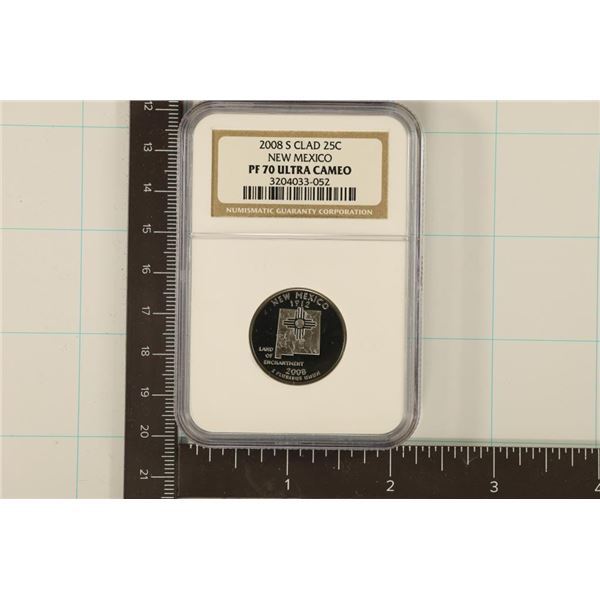 2008 S CLAD 25C
NEW MEXICO
PF 70 ULTRA CAMEO
3204033-052
NUMISMATIC GUARANTY CORPORATION
NEW MEXICO
1912
LAND
OF
ENCHANTMENT
2008
E PLURIBUS UNUM
12
13
14
15
16
17
18
19
20
21
1 2 3 4